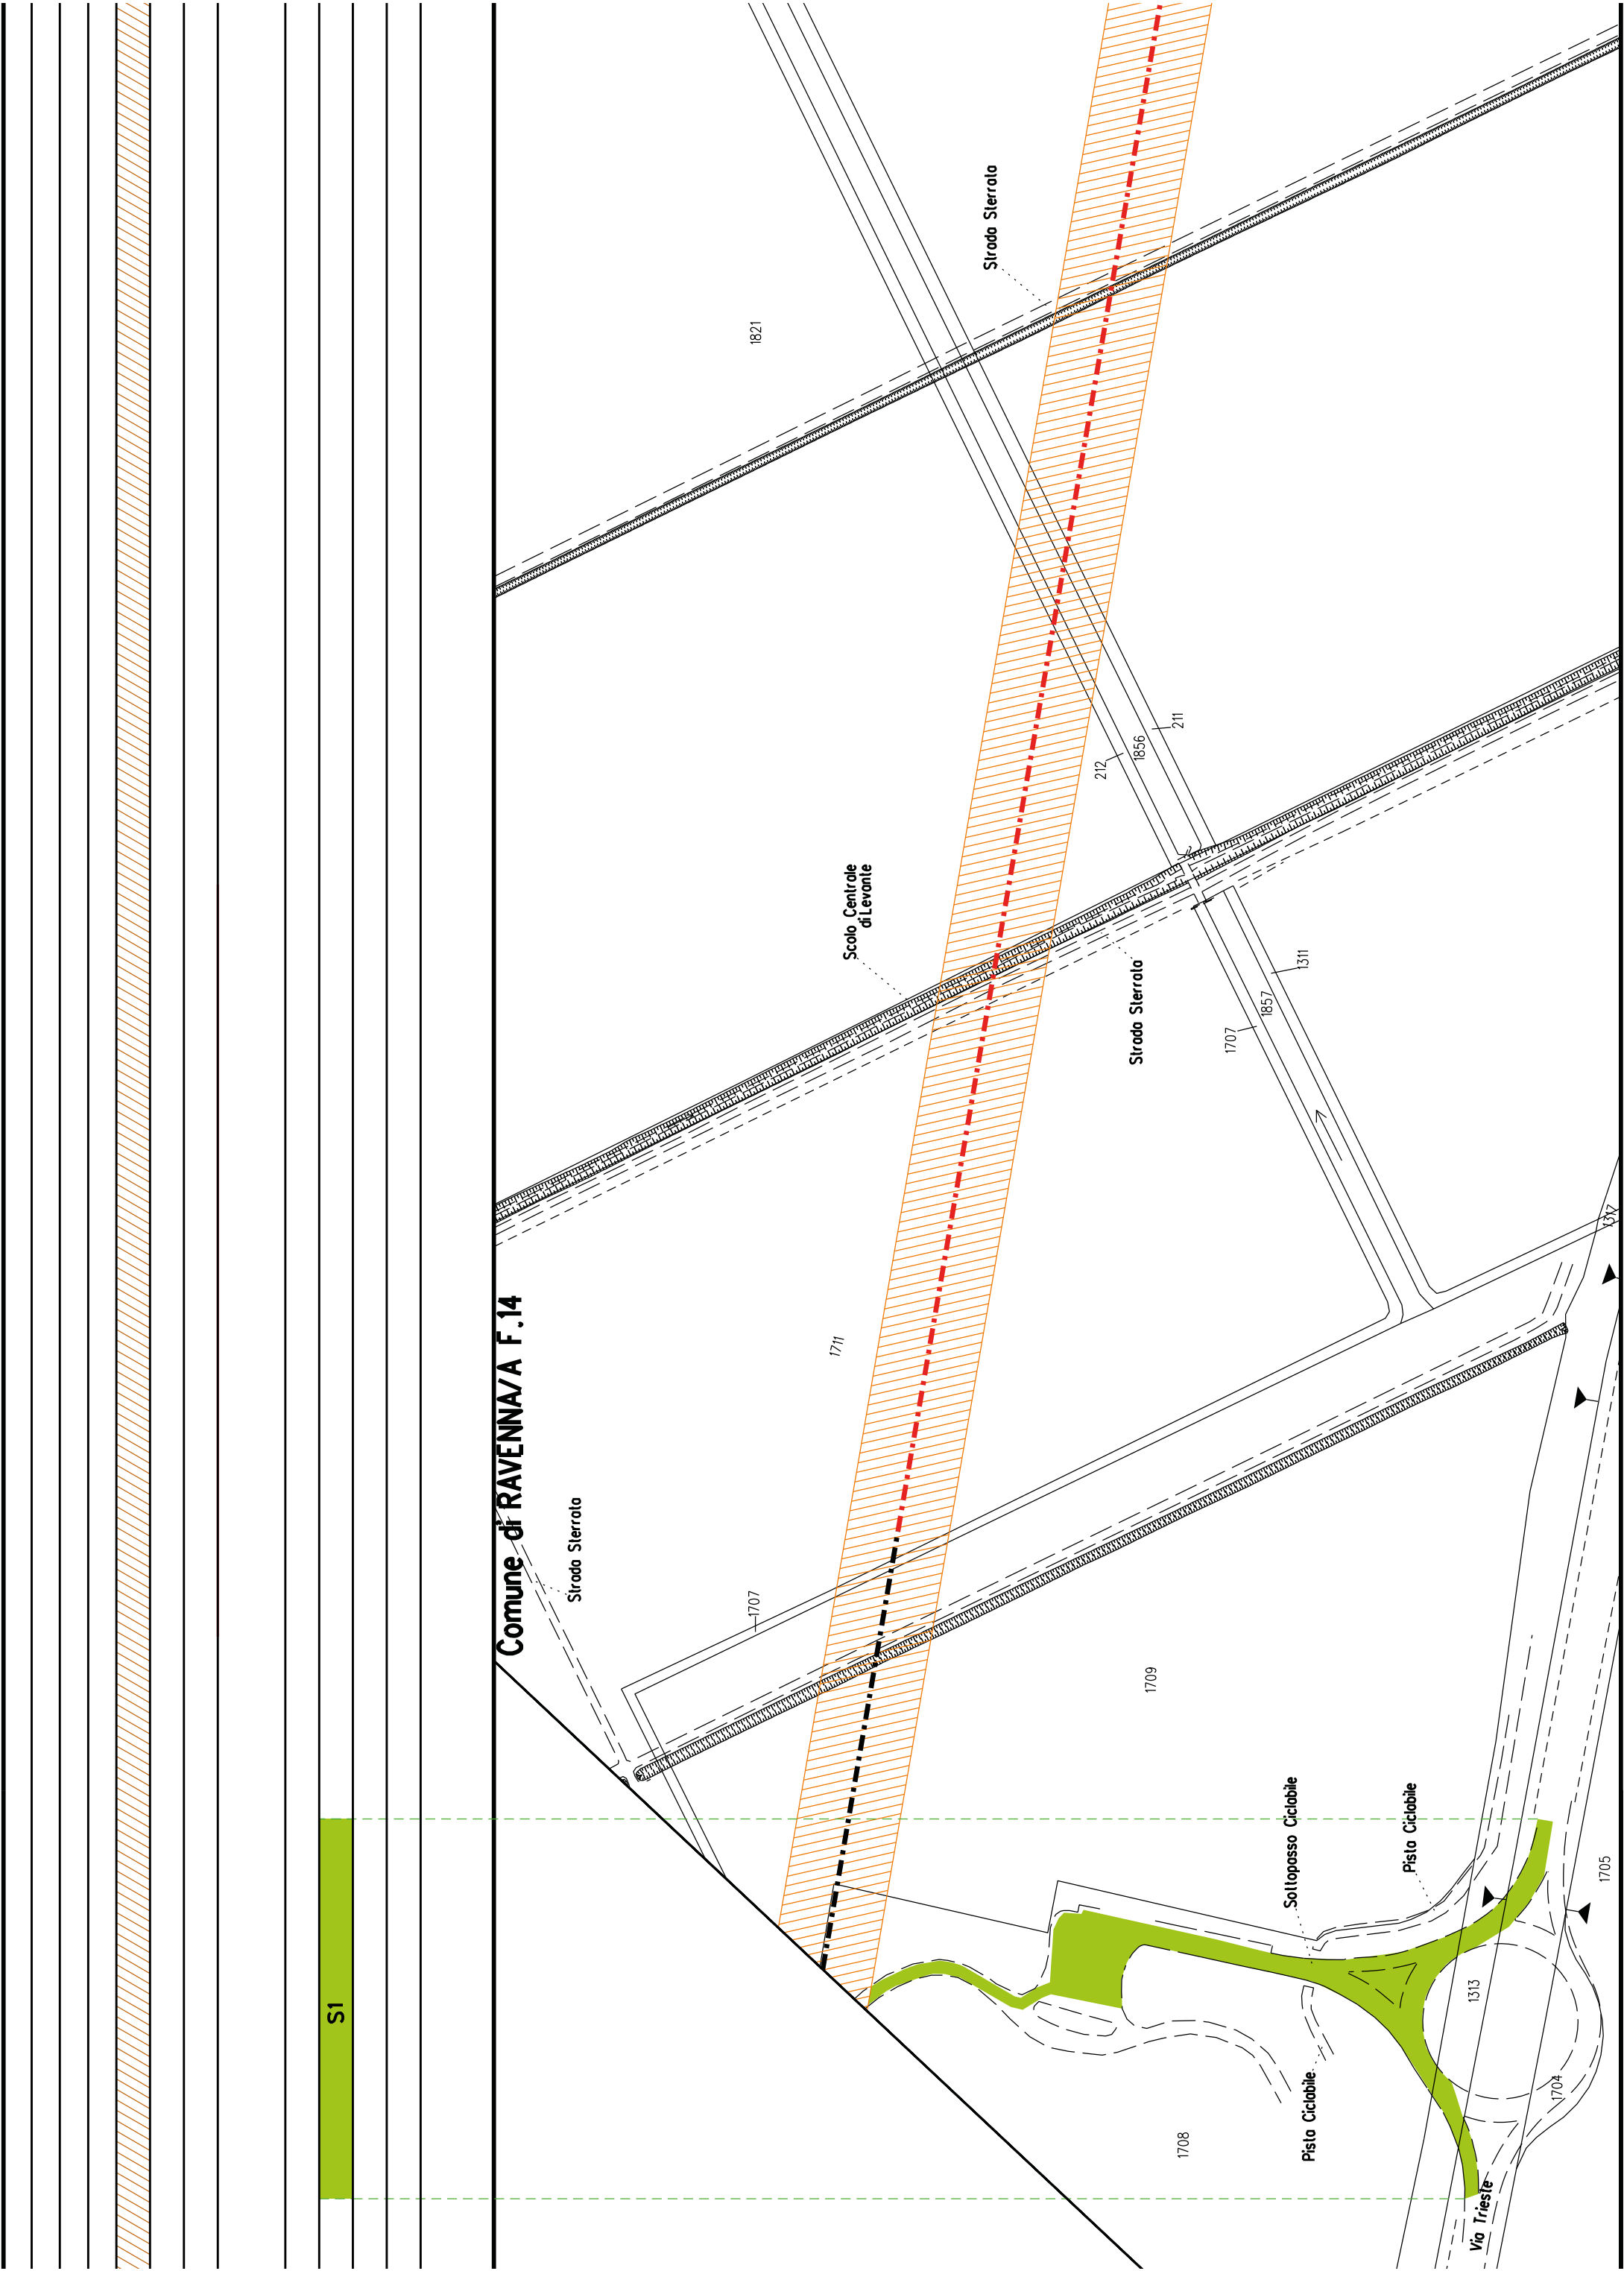 Comune di RAVENNA/A F.14
S1
Strada Sterrata
1821
211
1856
212
Scolo Centrale
di Levante
Strada Sterrata
1311
1857
1707
1317
1711
Strada Sterrata
1707
1709
Sottopasso Ciclabile
Pista Ciclabile
1705
1313
1704
Pista Ciclabile
1708
Via Trieste